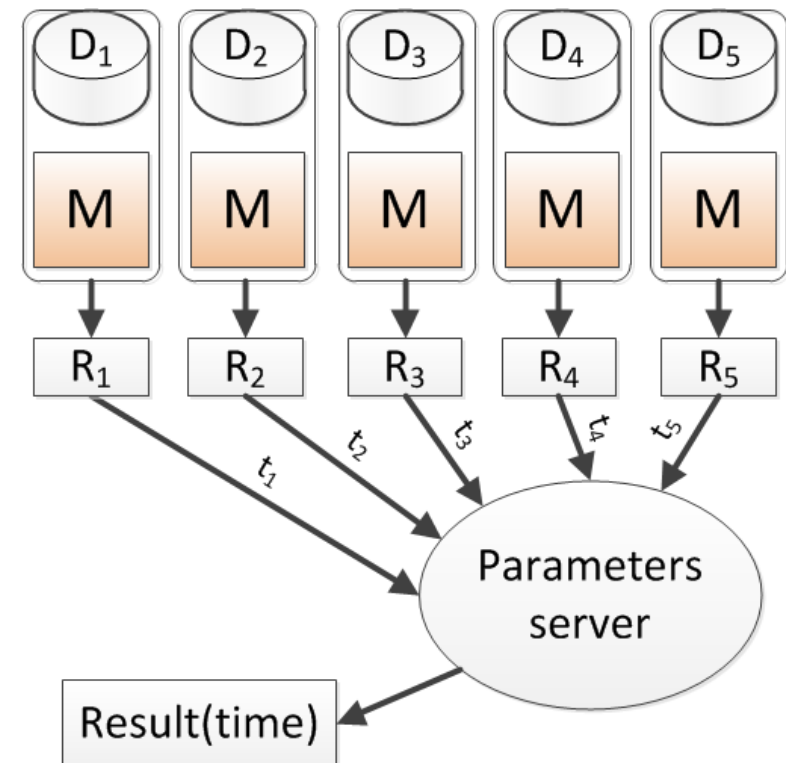 D₁ D₂ D₃ D₄ D₅
M M M M M
R₁ R₂ R₃ R₄ R₅
t₁ t₂ t₃ t₄ t₅
Parameters
server
Result(time)